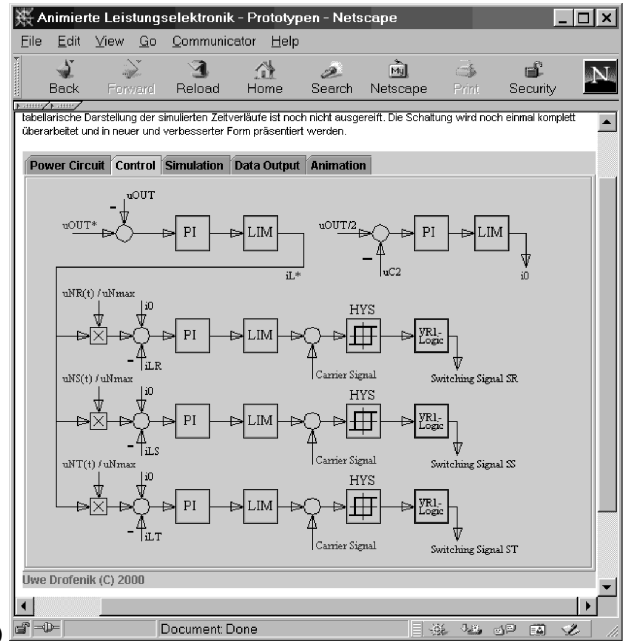 Animierte Leistungselektronik - Prototypen - Netscape
File Edit View Go Communicator Help
Back Forward Reload Home Search Netscape Print Security
tabellarische Darstellung der simulierten Zeitverläufe ist noch nicht ausgereift. Die Schaltung wird noch einmal komplett
überarbeitet und in neuer und verbesserter Form präsentiert werden.
Power Circuit Control Simulation Data Output Animation
uOUT
uOUT* PI LIM uOUT/2 PI LIM
iL* uC2 i0
uNR(t) / uNmax i0 HYS
PI LIM VR1-
Logic
iLR Carrier Signal Switching Signal SR
uNS(t) / uNmax i0 HYS
PI LIM VR1-
Logic
iLS Carrier Signal Switching Signal SS
uNT(t) / uNmax i0 HYS
PI LIM VR1-
Logic
iLT Carrier Signal Switching Signal ST
Uwe Drofenik (C) 2000
Document: Done